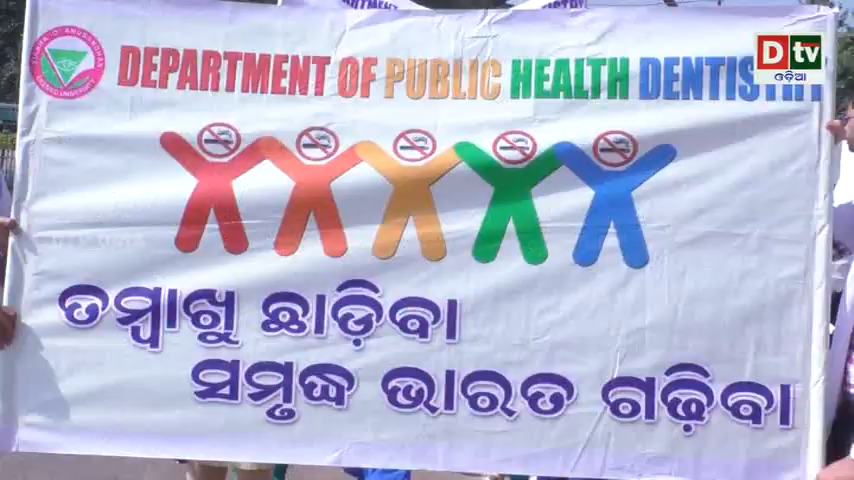 DEPARTMENT OF PUBLIC HEALTH DENTISTRY
Dtv
ଓଡ଼ିଆ
ତମ୍ବାଖୁ ଛାଡ଼ିବା
ସମୃଦ୍ଧ ଭାରତ ଗଢ଼ିବା